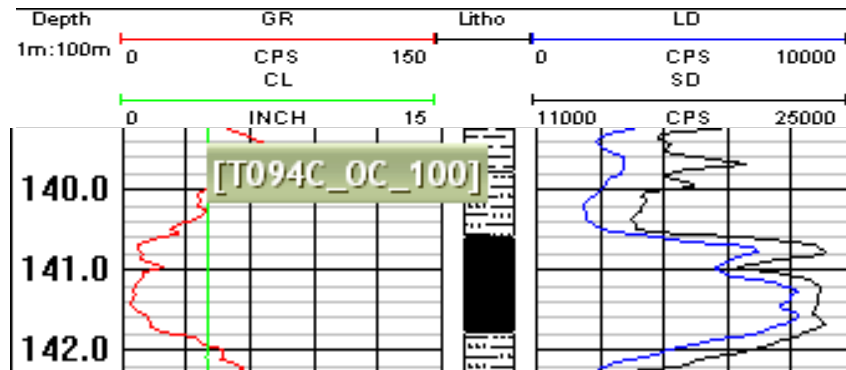 Depth GR Litho LD
1m:100m 0 CPS 150 0 CPS 10000
CL SD
0 INCH 15 11000 CPS 25000
[T094C_OC_100]
140.0
141.0
142.0